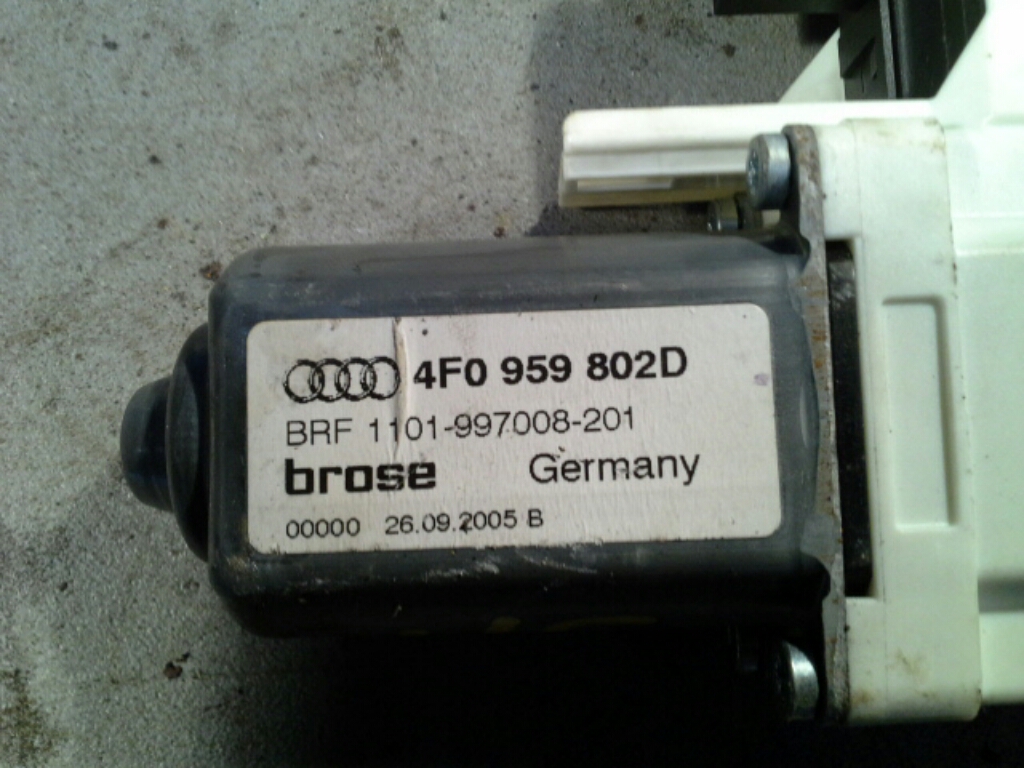 4F0 959 802D
BRF 1101-997008-201
brose Germany
00000 26.09.2005 B